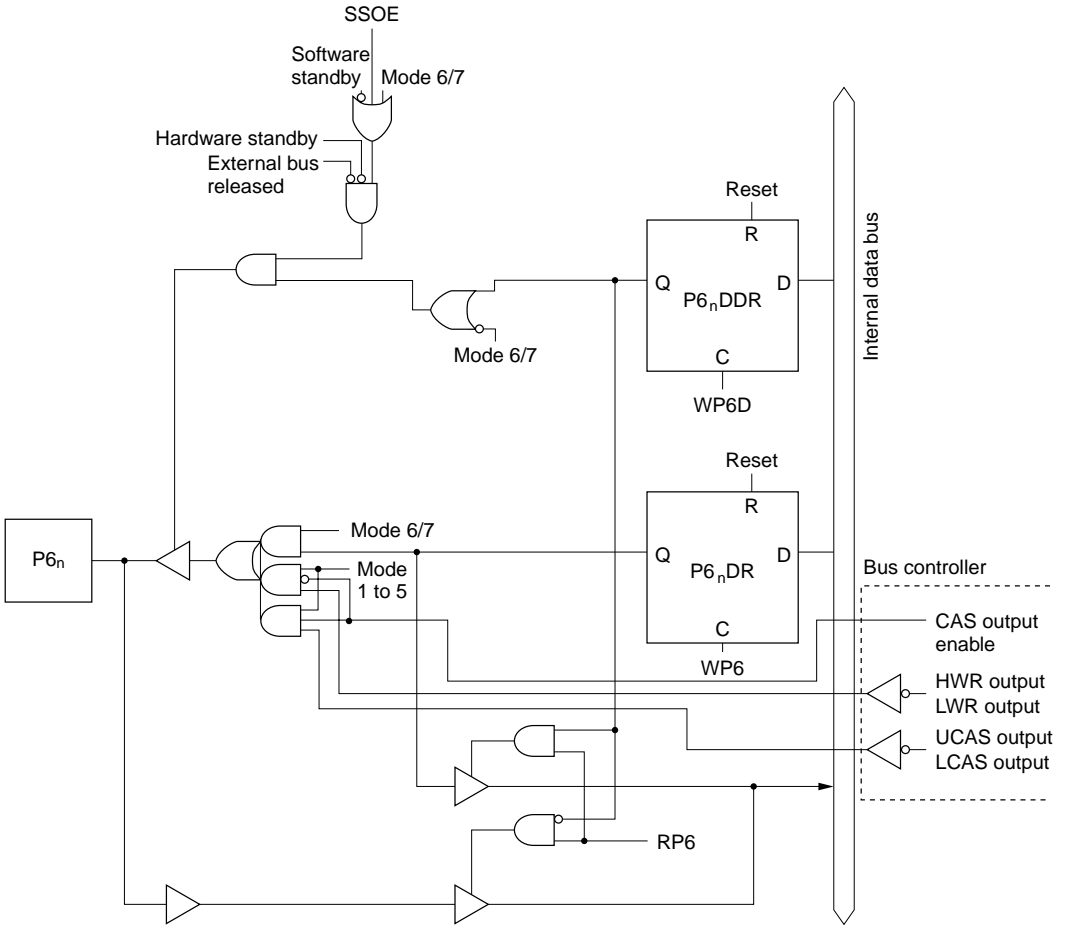 SSOE
Software
standby
Mode 6/7
Hardware standby
External bus
released
Reset
R
Q
D
P6nDDR
C
WP6D
Mode 6/7
Internal data bus
Reset
R
Q
D
P6nDR
C
WP6
P6n
Mode 6/7
Mode
1 to 5
Bus controller
CAS output
enable
HWR output
LWR output
UCAS output
LCAS output
RP6